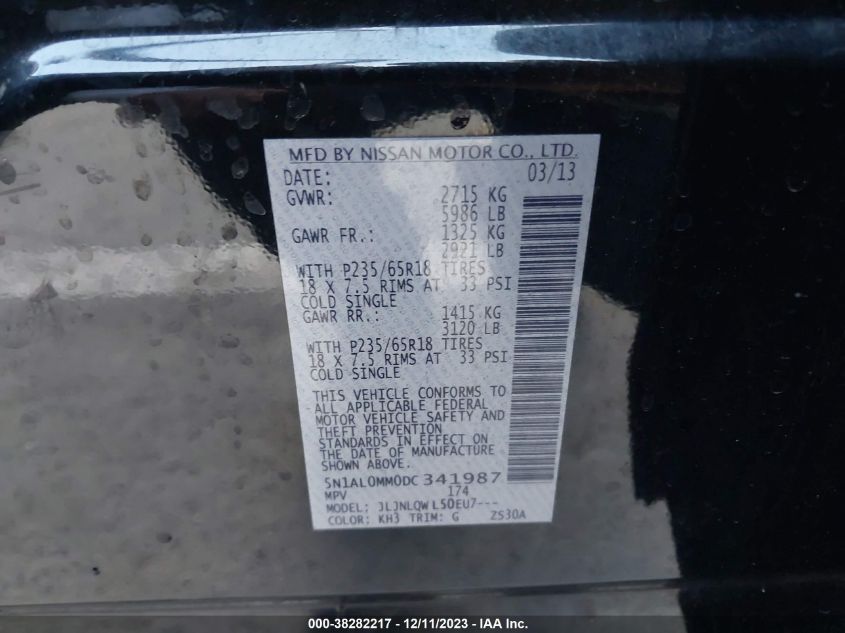 MFD BY NISSAN MOTOR CO., LTD.
DATE: 03/13
GVWR: 2715 KG
5986 LB
GAWR FR.: 1325 KG
2921 LB
WITH P235/65R18 TIRES
18 X 7.5 RIMS AT 33 PSI
COLD SINGLE
GAWR RR.: 1415 KG
3120 LB
WITH P235/65R18 TIRES
18 X 7.5 RIMS AT 33 PSI
COLD SINGLE
THIS VEHICLE CONFORMS TO
ALL APPLICABLE FEDERAL
MOTOR VEHICLE SAFETY AND
THEFT PREVENTION
STANDARDS IN EFFECT ON
THE DATE OF MANUFACTURE
SHOWN ABOVE.
5N1AL0MM0DC341987
MPV 174
MODEL: JLJNLQW L50EU7---
COLOR: KH3 TRIM: G ZS30A
000-38282217 - 12/11/2023 - IAA Inc.